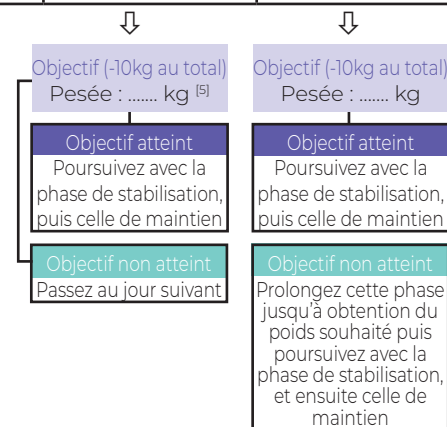 Objectif (-10kg au total)
Pesée : ....... kg [5]
Objectif atteint
Poursuivez avec la
phase de stabilisation,
puis celle de maintien
Objectif non atteint
Passez au jour suivant
Objectif (-10kg au total)
Pesée : ....... kg
Objectif atteint
Poursuivez avec la
phase de stabilisation,
puis celle de maintien
Objectif non atteint
Prolongez cette phase
jusqu'à obtention du
poids souhaité puis
poursuivez avec la
phase de stabilisation,
et ensuite celle de
maintien